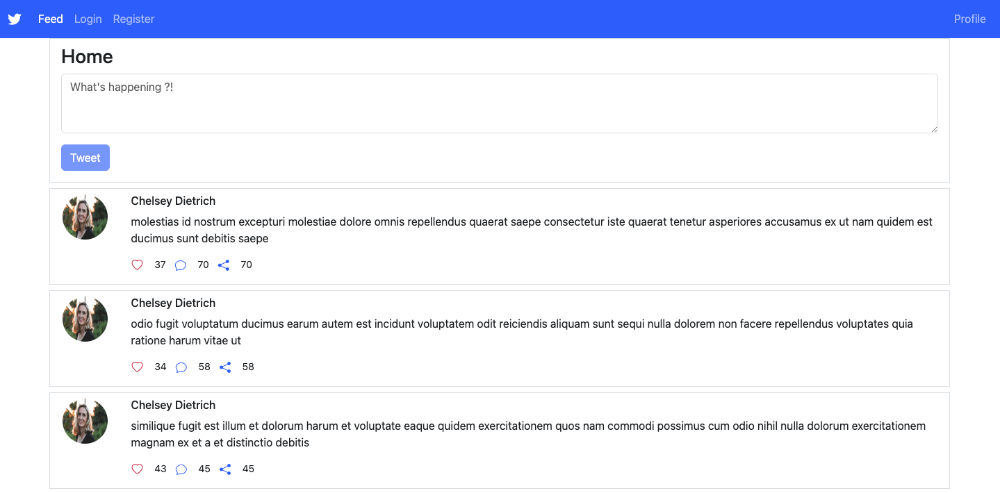 Feed Login Register Profile
Home
What's happening ?!
Tweet
Chelsey Dietrich
molestias id nostrum excepturi molestiae dolore omnis repellendus quaerat saepe consectetur iste quaerat tenetur asperiores accusamus ex ut nam quidem est
ducimus sunt debitis saepe
37 70 70
Chelsey Dietrich
odio fugit voluptatum ducimus earum autem est incidunt voluptatem odit reiciendis aliquam sunt sequi nulla dolorem non facere repellendus voluptates quia
ratione harum vitae ut
34 58 58
Chelsey Dietrich
similique fugit est illum et dolorum harum et voluptate eaque quidem exercitationem quos nam commodi possimus cum odio nihil nulla dolorum exercitationem
magnam ex et a et distinctio debitis
43 45 45